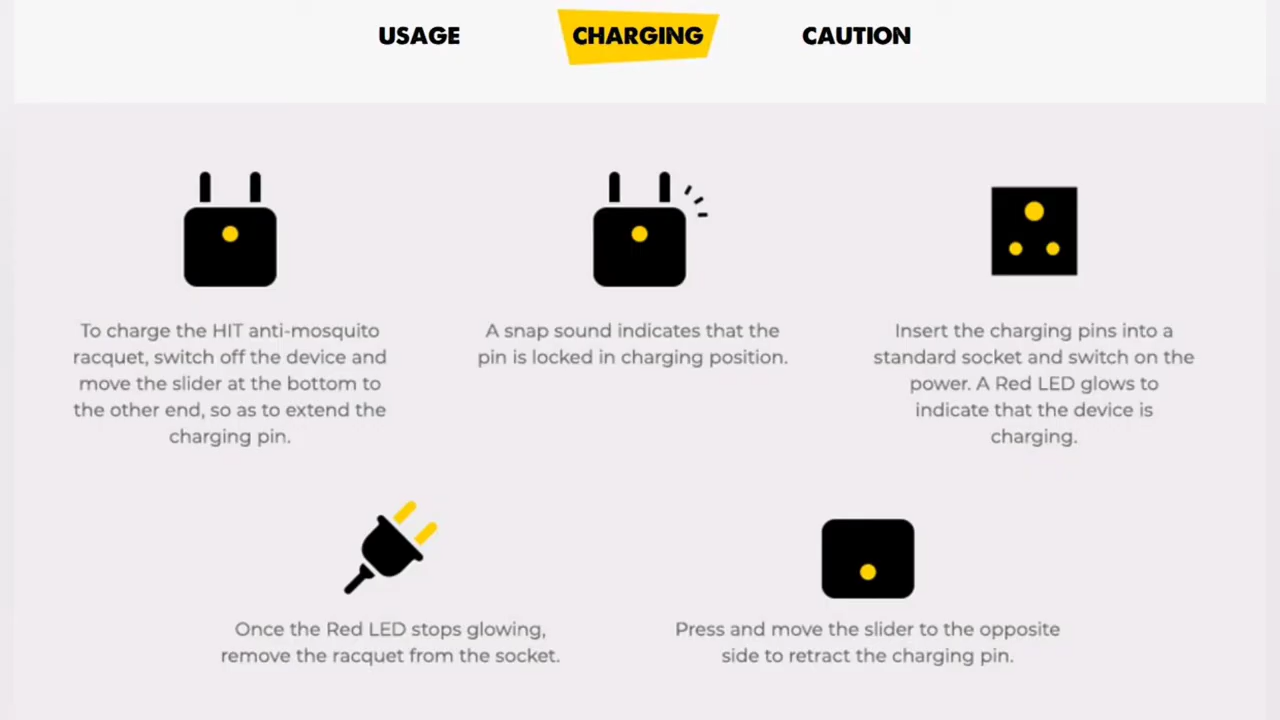 USAGE
CHARGING
CAUTION
To charge the HIT anti-mosquito
racquet, switch off the device and
move the slider at the bottom to
the other end, so as to extend the
charging pin.
A snap sound indicates that the
pin is locked in charging position.
Insert the charging pins into a
standard socket and switch on the
power. A Red LED glows to
indicate that the device is
charging.
Once the Red LED stops glowing,
remove the racquet from the socket.
Press and move the slider to the opposite
side to retract the charging pin.